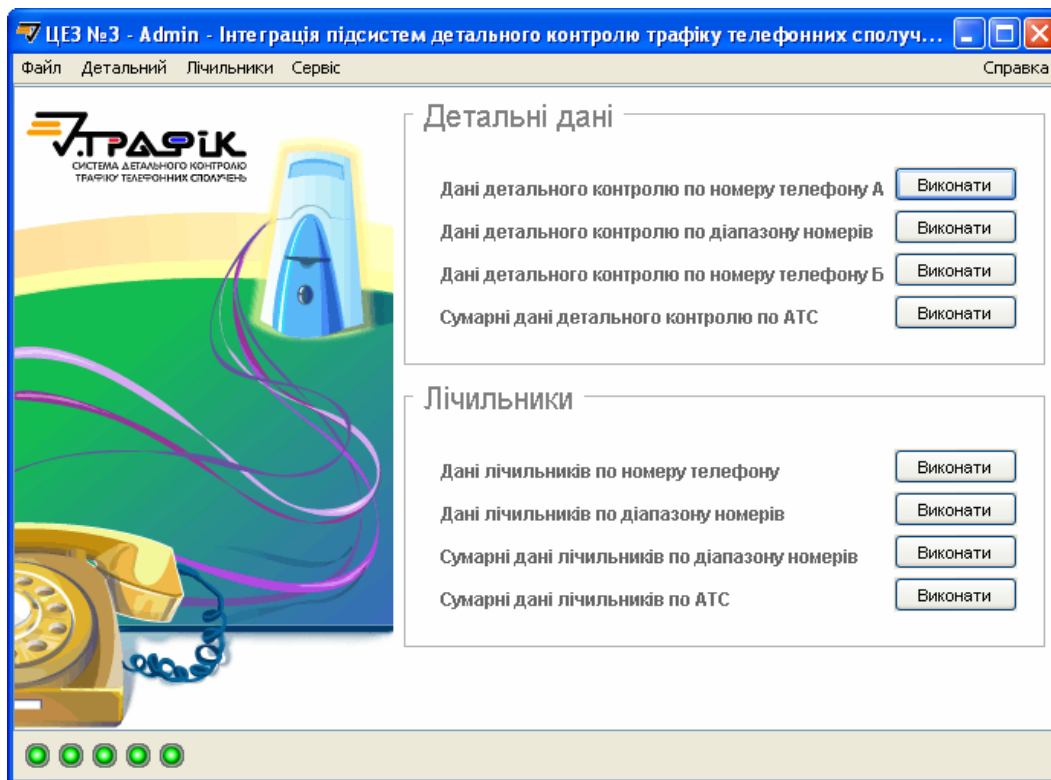 ЦЕЗ №3 - Admin - Інтеграція підсистем детального контролю трафіку телефонних сполуч...
Файл Детальний Лічильники Сервіс Справка
ТРАФІК
СИСТЕМА ДЕТАЛЬНОГО КОНТРОЛЮ
ТРАФІКУ ТЕЛЕФОННИХ СПОЛУЧЕНЬ
Детальні дані
Дані детального контролю по номеру телефону А Виконати
Дані детального контролю по діапазону номерів Виконати
Дані детального контролю по номеру телефону Б Виконати
Сумарні дані детального контролю по АТС Виконати
Лічильники
Дані лічильників по номеру телефону Виконати
Дані лічильників по діапазону номерів Виконати
Сумарні дані лічильників по діапазону номерів Виконати
Сумарні дані лічильників по АТС Виконати